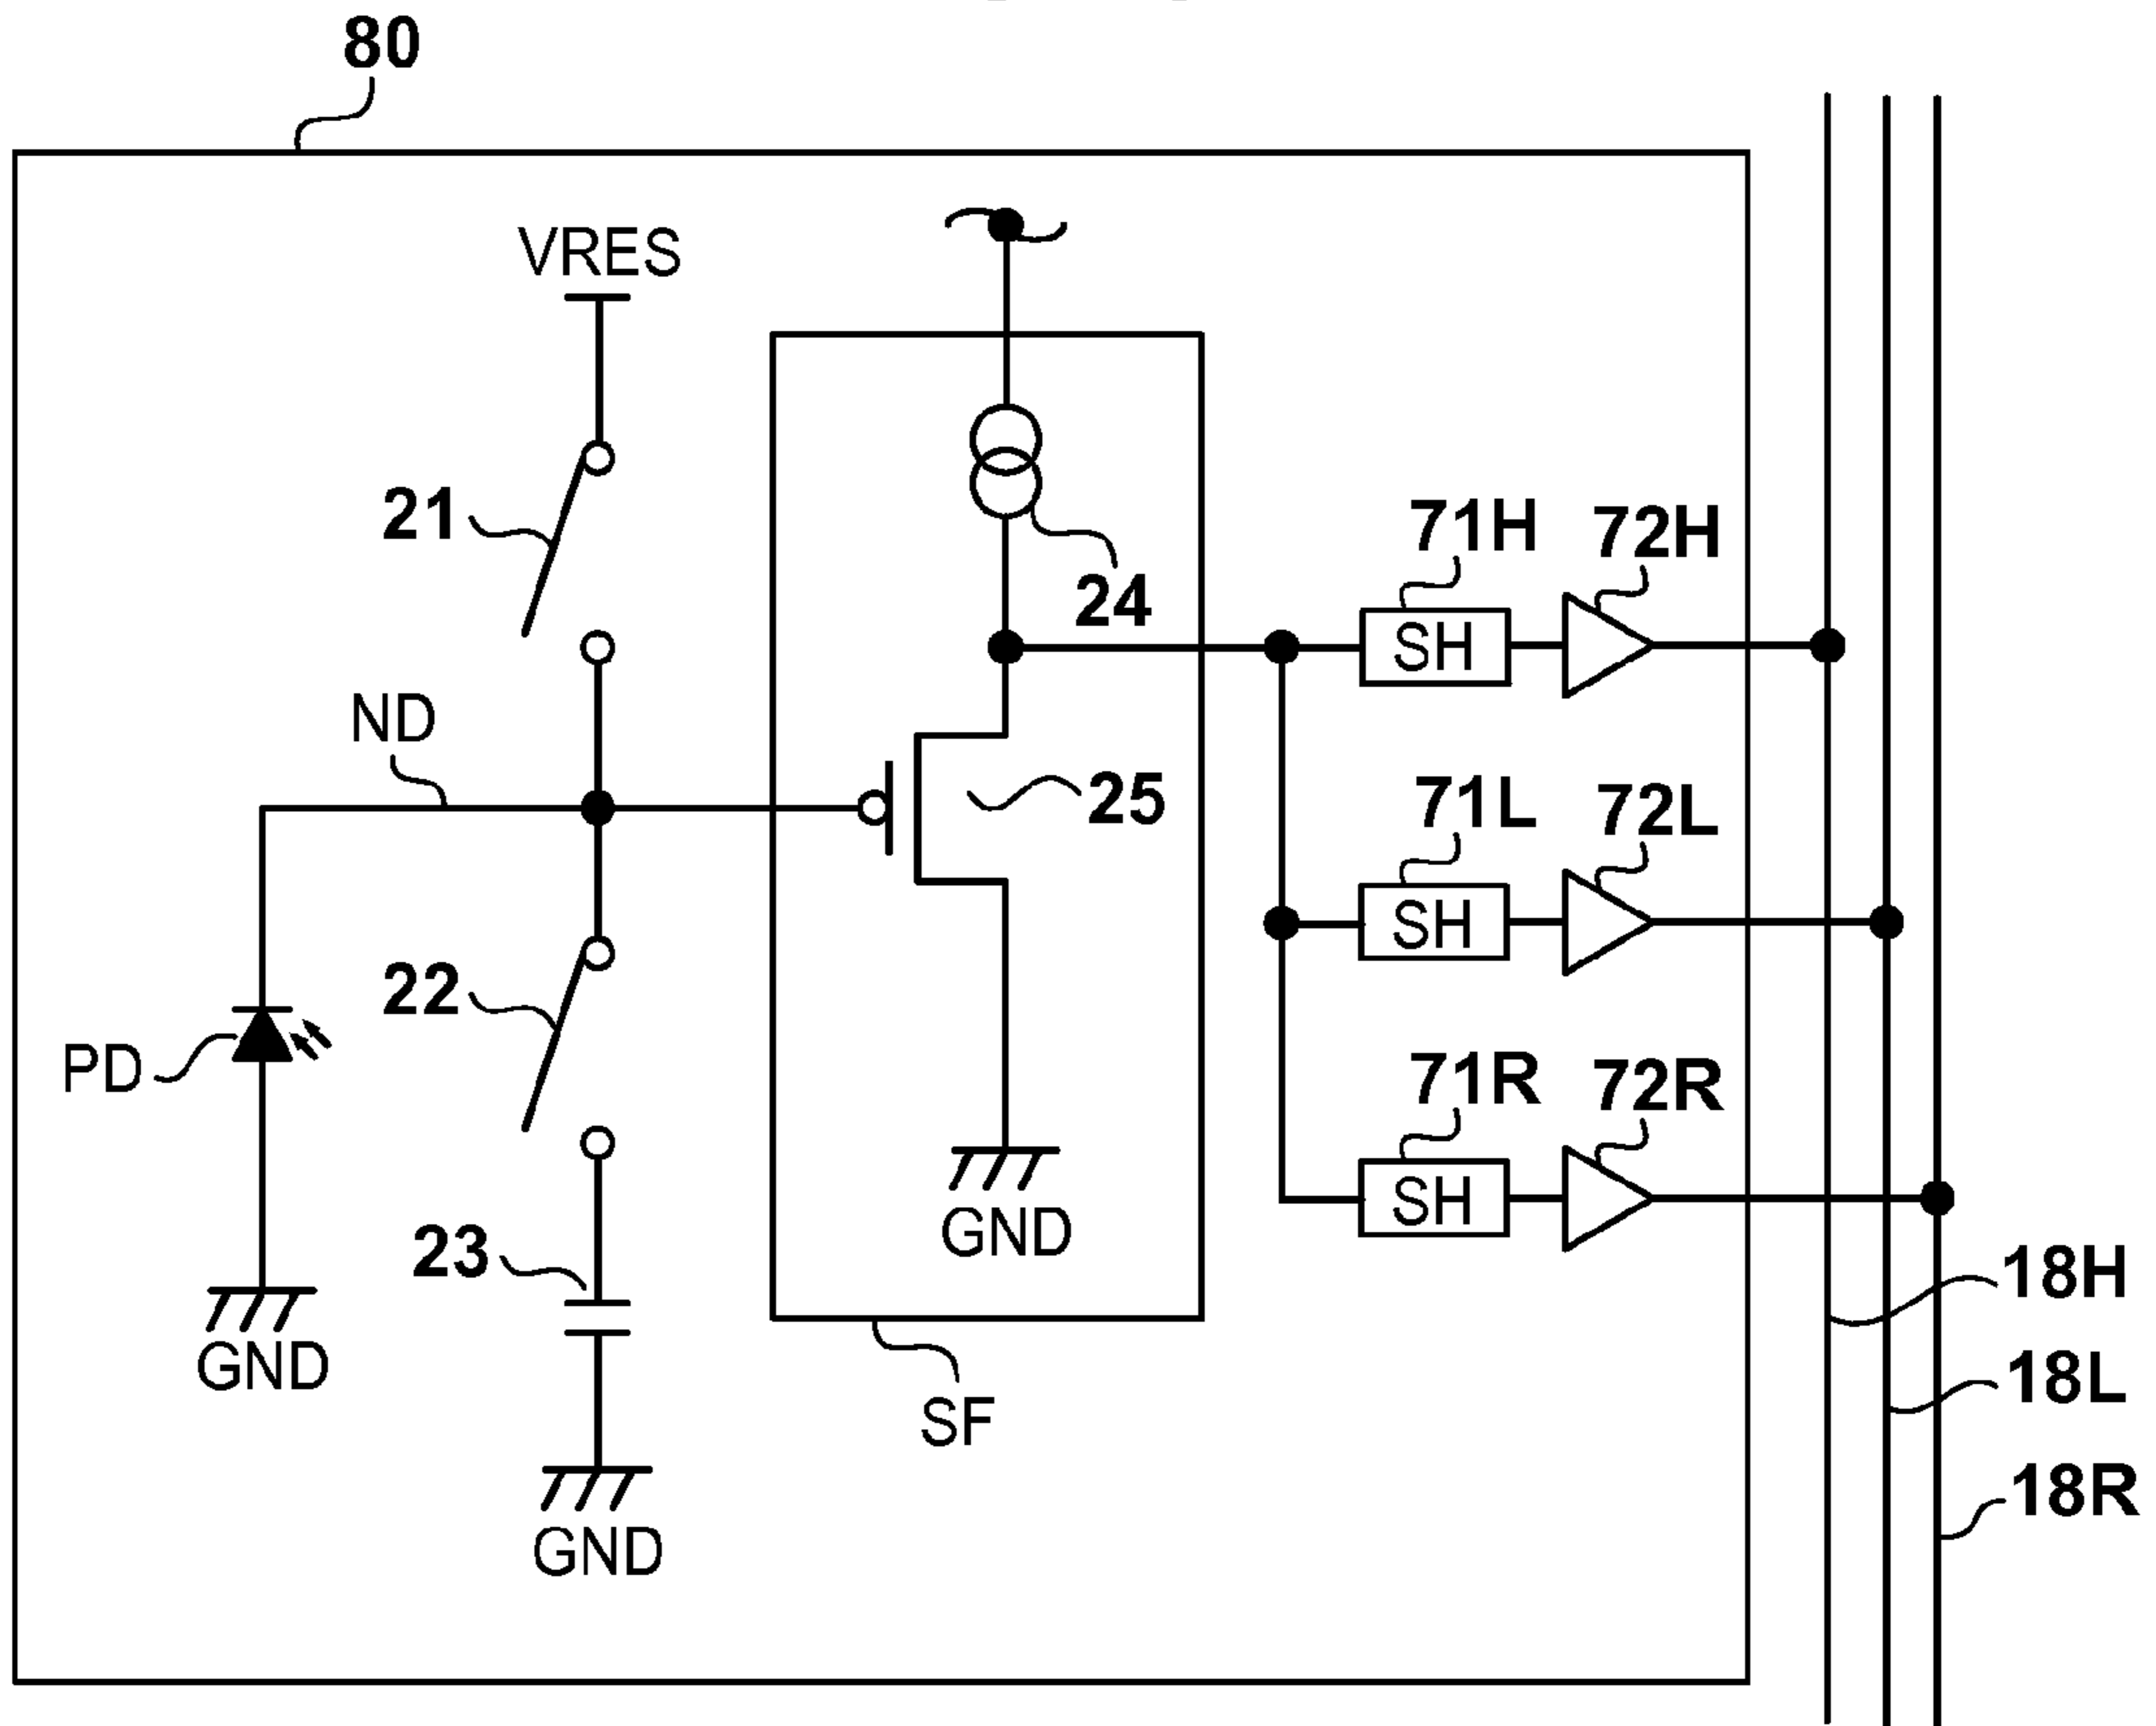 80
VRES
21
24
71H
72H
SH
ND
25
71L
72L
SH
22
PD
71R
72R
SH
23
GND
GND
SF
GND
18H
18L
18R